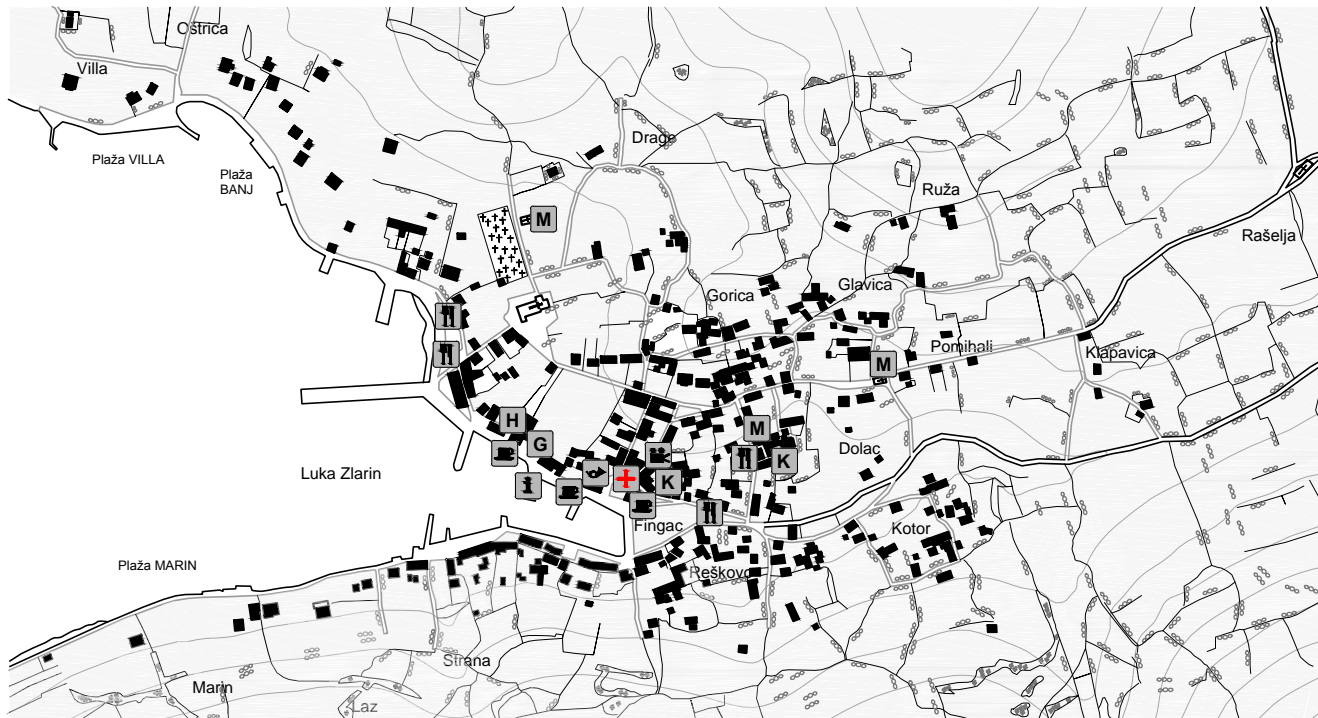 Oštrica
Villa
Plaža VILLA
Plaža
BANJ
Drage
Ruža
M
Rašelja
Gorica
Glavica
Pomihali
Klapavica
M
H
G
M
K
Dolac
Luka Zlarin
K
Fingac
Kotor
Plaža MARIN
Reškovo
Strana
Marin
Laz